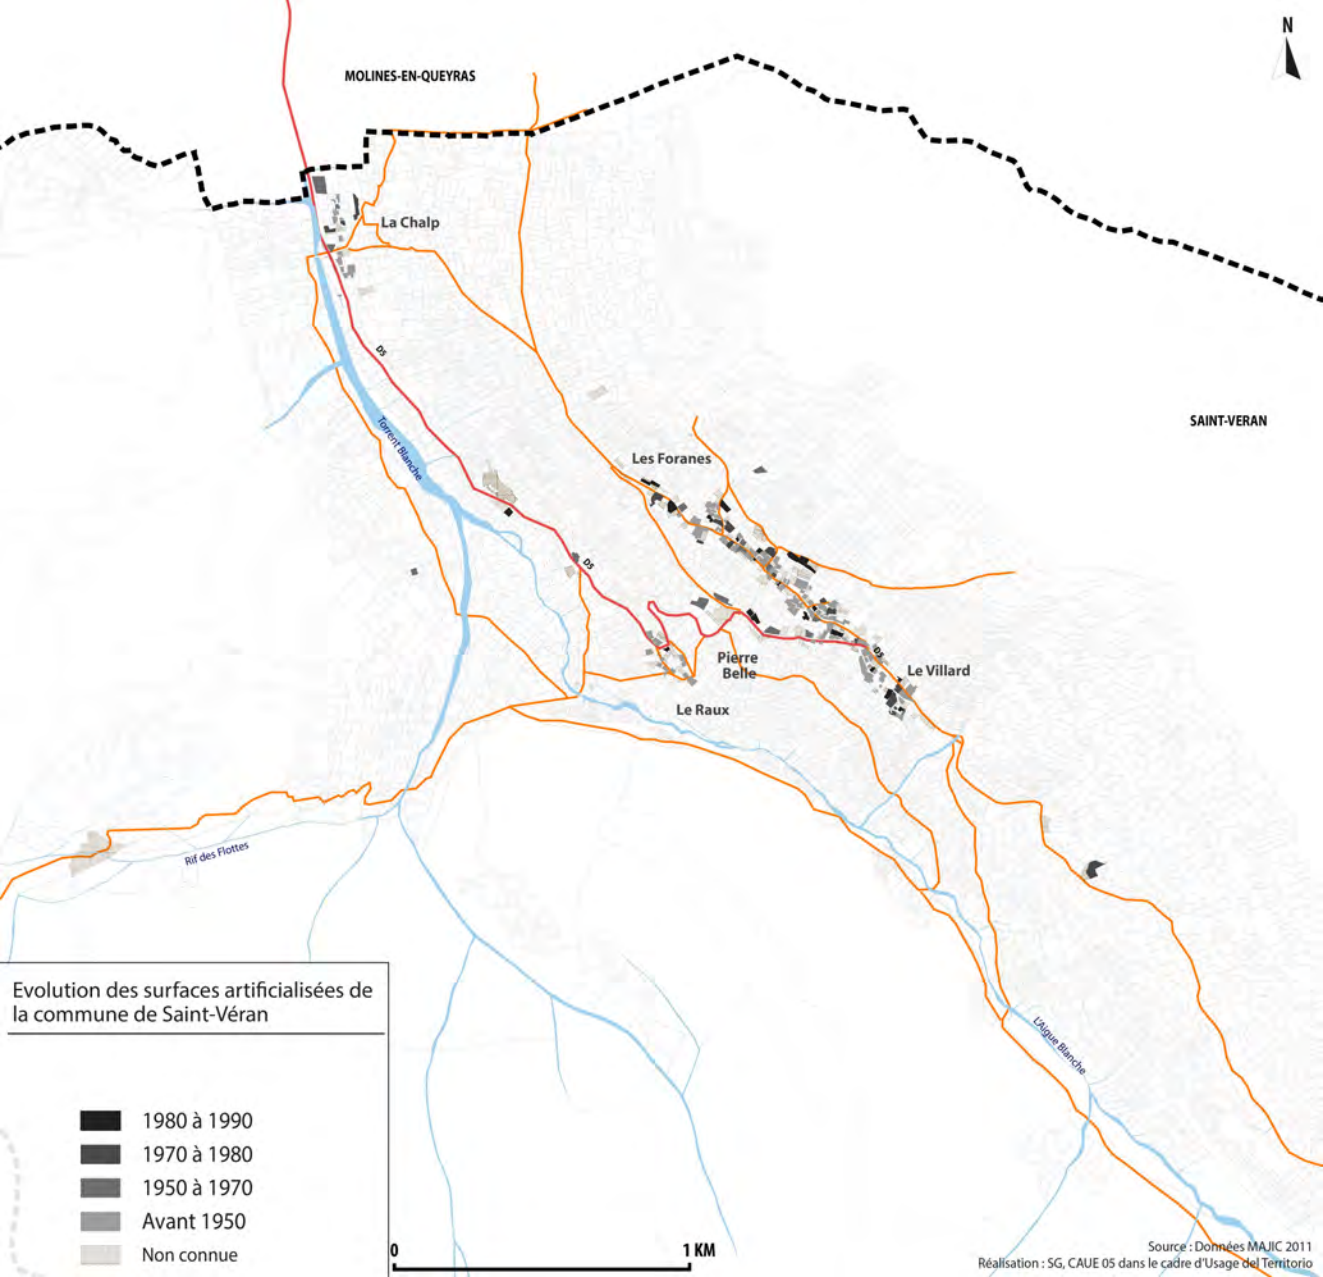 N
MOLINES-EN-QUEYRAS
La Chalp
D5
SAINT-VERAN
Torrent Blanche
Les Foranes
D5
D5
Pierre
Belle
Le Villard
Le Raux
Rif des Flottes
L'Aigue Blanche
Evolution des surfaces artificialisées de
la commune de Saint-Véran
1980 à 1990
1970 à 1980
1950 à 1970
Avant 1950
Non connue
0
1 KM
Source : Données MAJIC 2011
Réalisation : SG, CAUE 05 dans le cadre d'Usage del Territorio